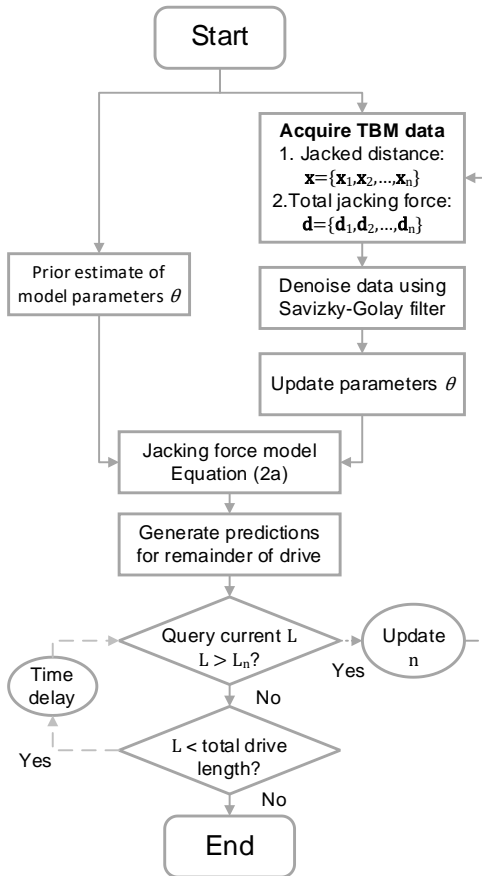 Start
Acquire TBM data
1. Jacked distance:
x={x₁,x₂,...,xₙ}
2.Total jacking force:
d={d₁,d₂,...,dₙ}
Prior estimate of
model parameters θ
Denoise data using
Savizky-Golay filter
Update parameters θ
Jacking force model
Equation (2a)
Generate predictions
for remainder of drive
Query current L
L > Lₙ?
Yes
Update
n
Time
delay
No
L < total drive
length?
Yes
No
End